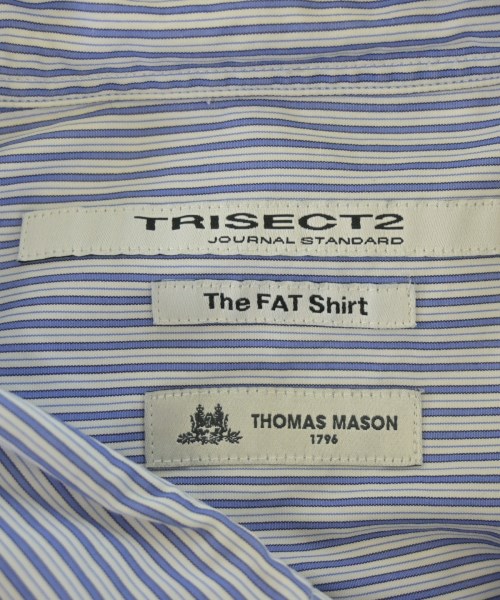 TRISECT2
JOURNAL STANDARD
The FAT Shirt
THOMAS MASON
1796